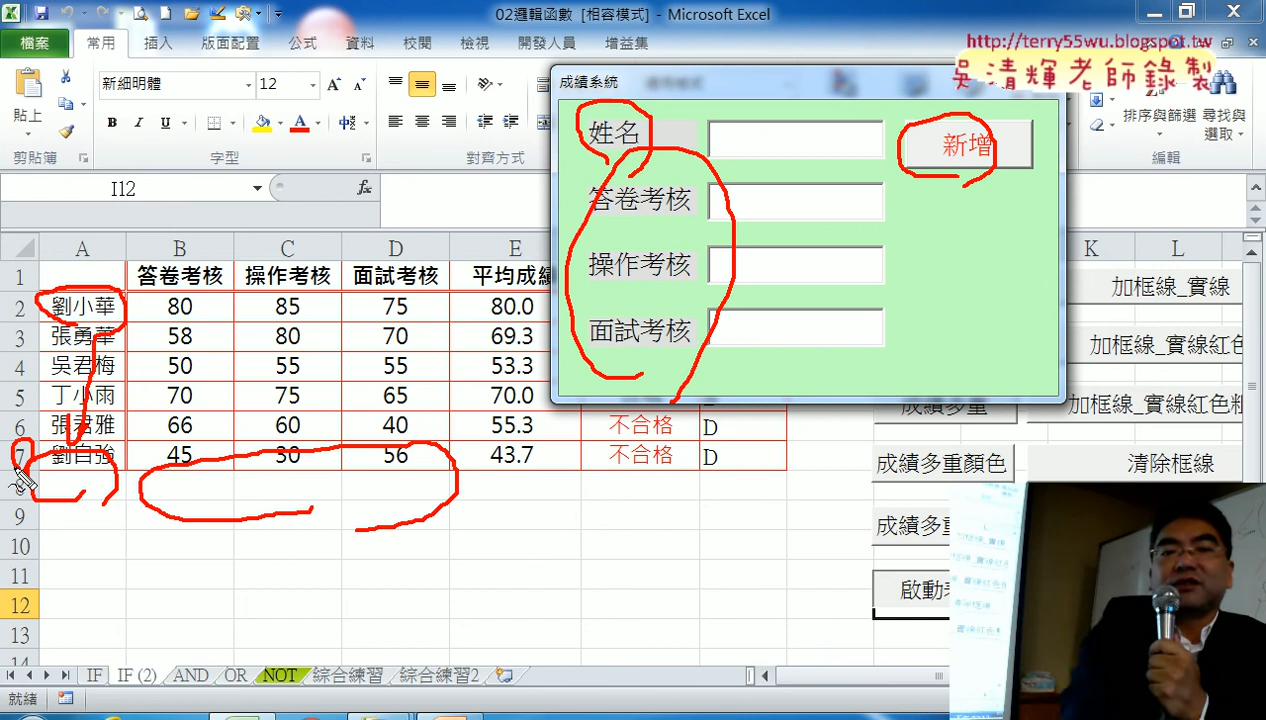 02邏輯函數 [相容模式] - Microsoft Excel
http://terry55wu.blogspot.tw
吳清輝老師錄製
檔案 常用 插入 版面配置 公式 資料 校閱 檢視 開發人員 增益集
新細明體 12
貼上
B I U A 中
排序與篩選 尋找與
選取
剪貼簿 字型 對齊方式 編輯
I12 fx
成績系統
姓名 新增
答卷考核
操作考核
面試考核
A B C D E K L
1 答卷考核 操作考核 面試考核 平均成績
2 劉小華 80 85 75 80.0
3 張勇華 58 80 70 69.3
4 吳君梅 50 55 55 53.3
5 丁小雨 70 75 65 70.0
6 張君雅 66 60 40 55.3 不合格 D
7 劉自強 45 30 56 43.7 不合格 D
8
9
10
11
12
13
14
加框線_實線
加框線_實線紅色
成績多重 加框線_實線紅色粗
成績多重顏色 清除框線
成績多重
啟動表
IF IF (2) AND OR NOT 綜合練習 綜合練習2
就緒